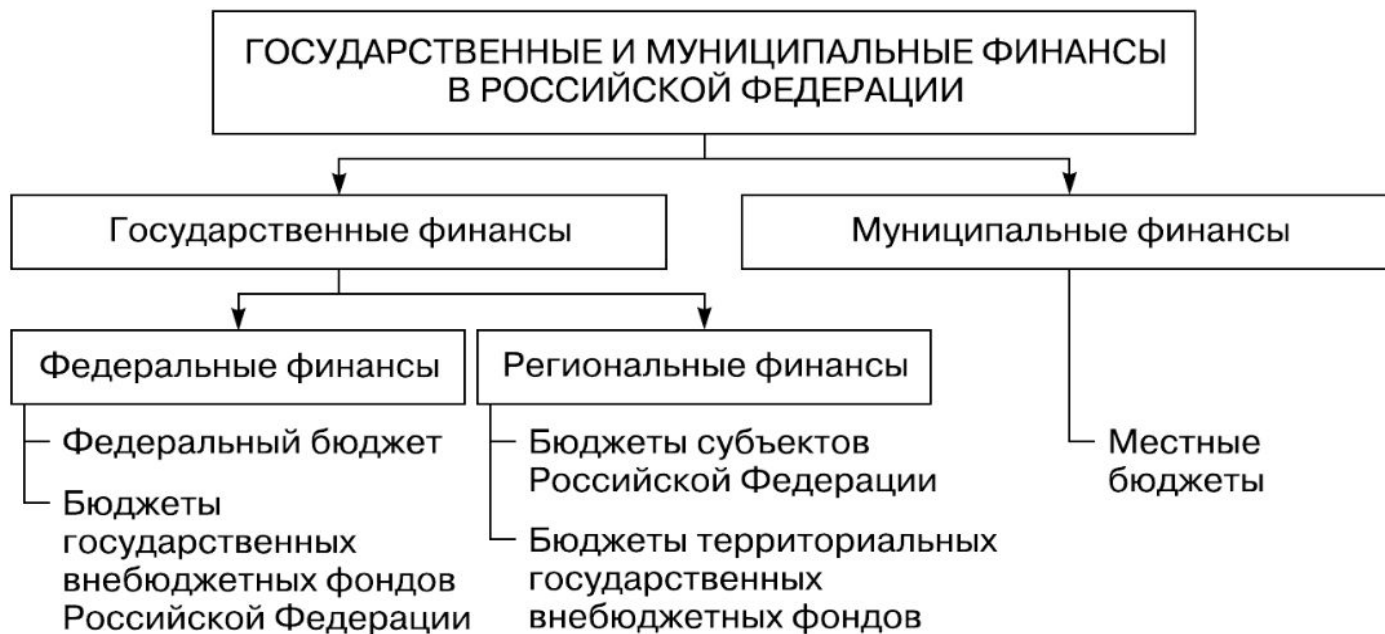 ГОСУДАРСТВЕННЫЕ И МУНИЦИПАЛЬНЫЕ ФИНАНСЫ
В РОССИЙСКОЙ ФЕДЕРАЦИИ
Государственные финансы
Муниципальные финансы
Федеральные финансы
Региональные финансы
Федеральный бюджет
Бюджеты
государственных
внебюджетных фондов
Российской Федерации
Бюджеты субъектов
Российской Федерации
Бюджеты территориальных
государственных
внебюджетных фондов
Местные
бюджеты